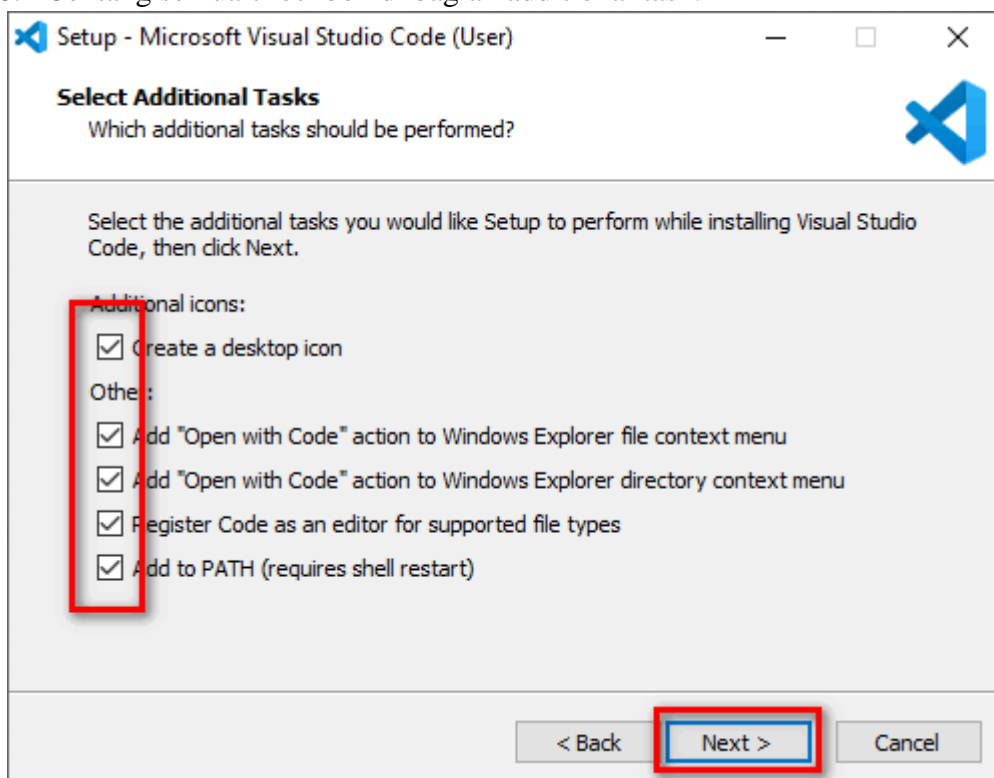 Setup - Microsoft Visual Studio Code (User)
Select Additional Tasks
Which additional tasks should be performed?
Select the additional tasks you would like Setup to perform while installing Visual Studio
Code, then click Next.
Additional icons:
Create a desktop icon
Other:
Add "Open with Code" action to Windows Explorer file context menu
Add "Open with Code" action to Windows Explorer directory context menu
Register Code as an editor for supported file types
Add to PATH (requires shell restart)
< Back
Next >
Cancel